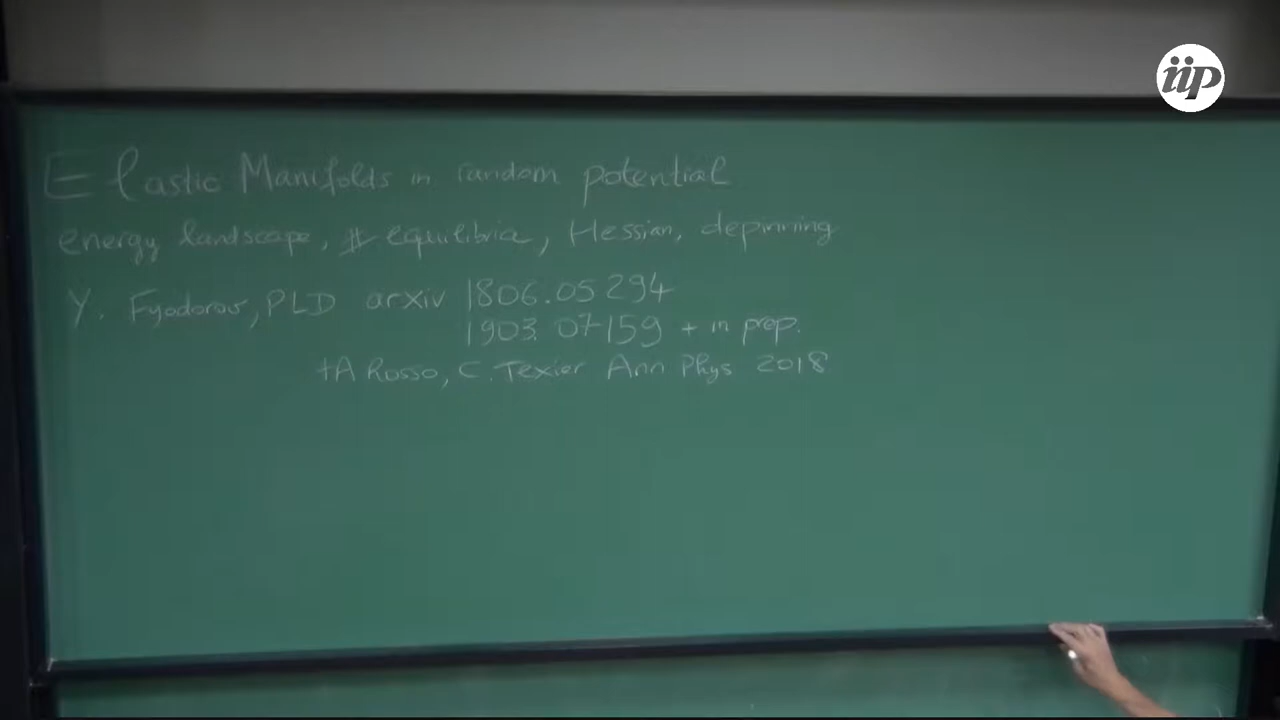 iip
Elastic Manifolds in random potential
energy landscape, # equilibria, Hessian, depinning
Y. Fyodorov, PLD arxiv 1806.05294
1903.07159 + in prep.
+A Rosso, C. Texier Ann Phys 2018